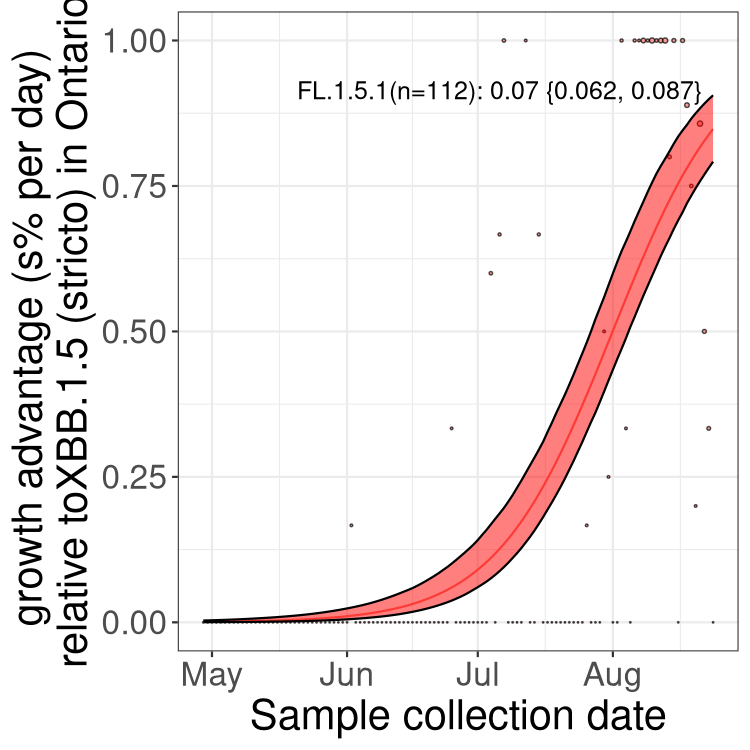 growth advantage (s% per day)
relative toXBB.1.5 (stricto) in Ontario
1.00
0.75
0.50
0.25
0.00
FL.1.5.1(n=112): 0.07 {0.062, 0.087}
May Jun Jul Aug
Sample collection date